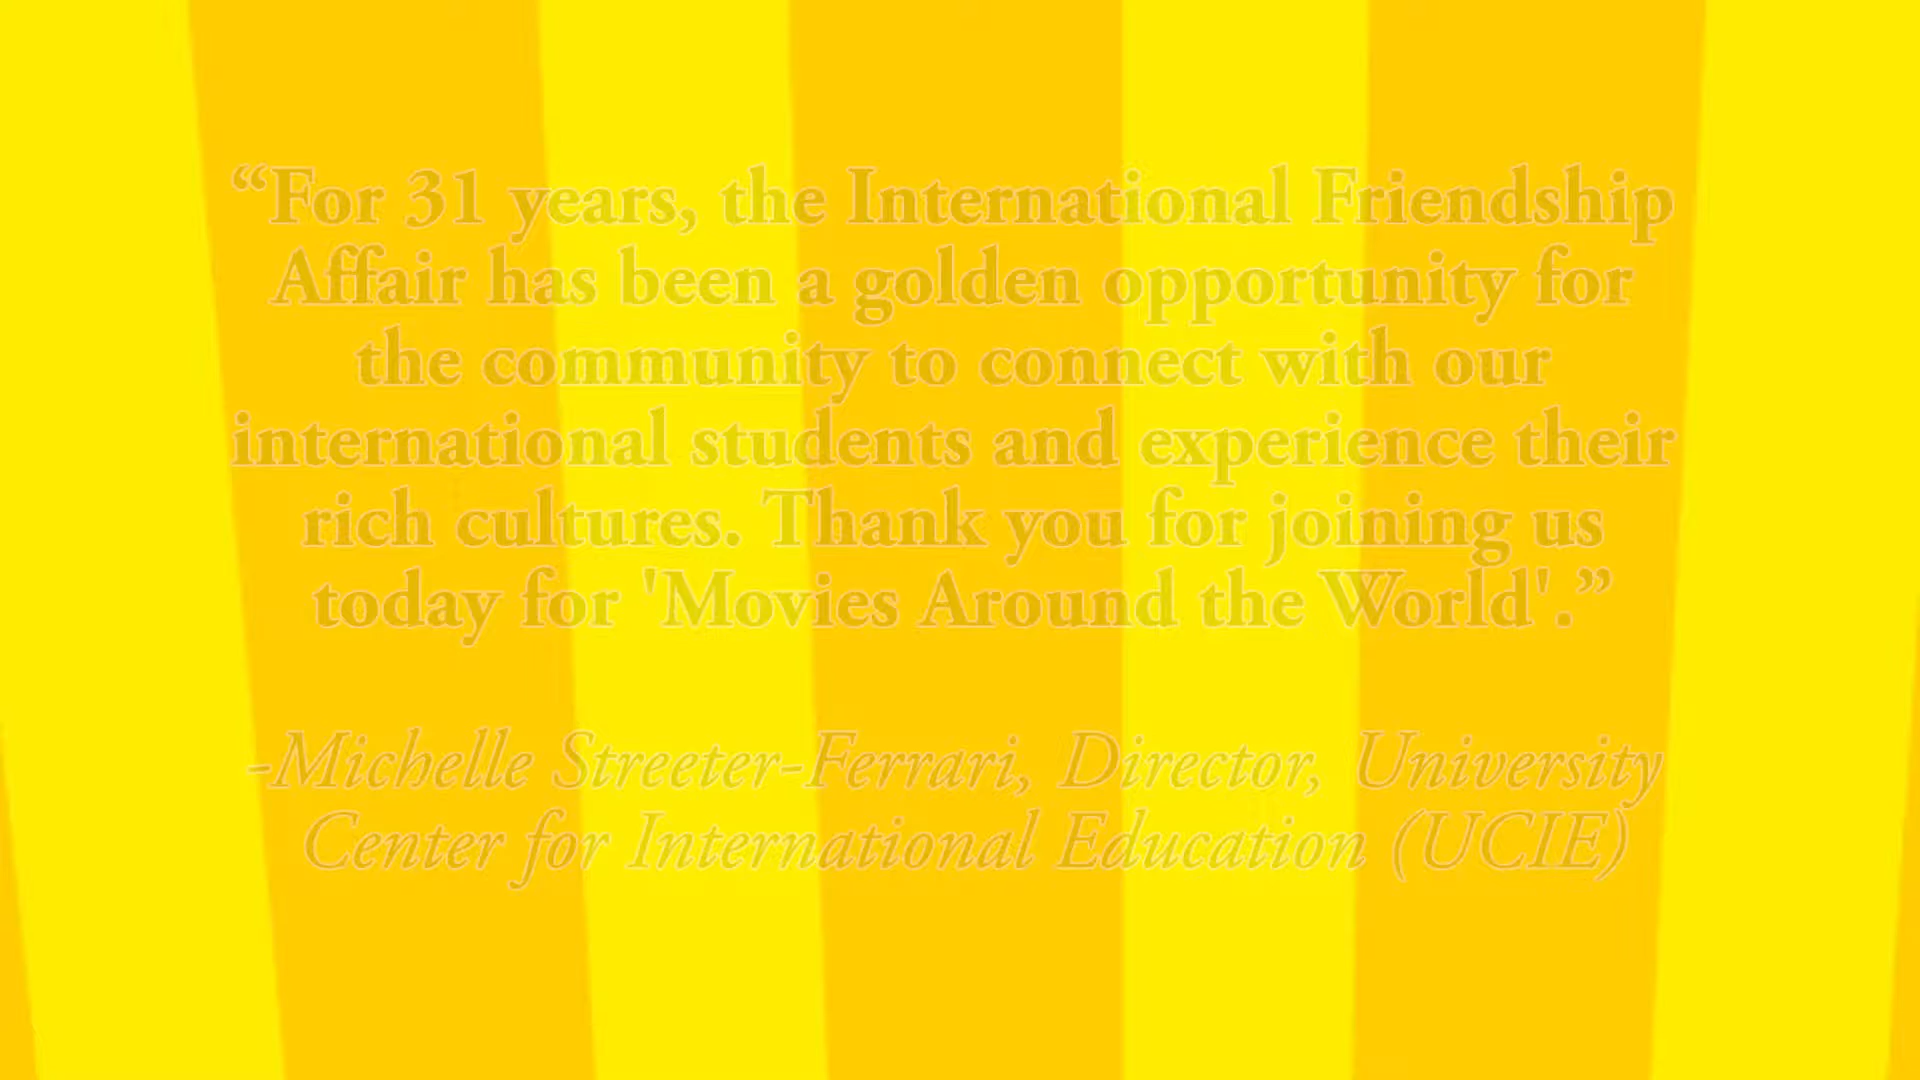 “For 31 years, the International Friendship
Affair has been a golden opportunity for
the community to connect with our
international students and experience their
rich cultures. Thank you for joining us
today for 'Movies Around the World'.”
-Michelle Streeter-Ferrari, Director, University
Center for International Education (UCIE)